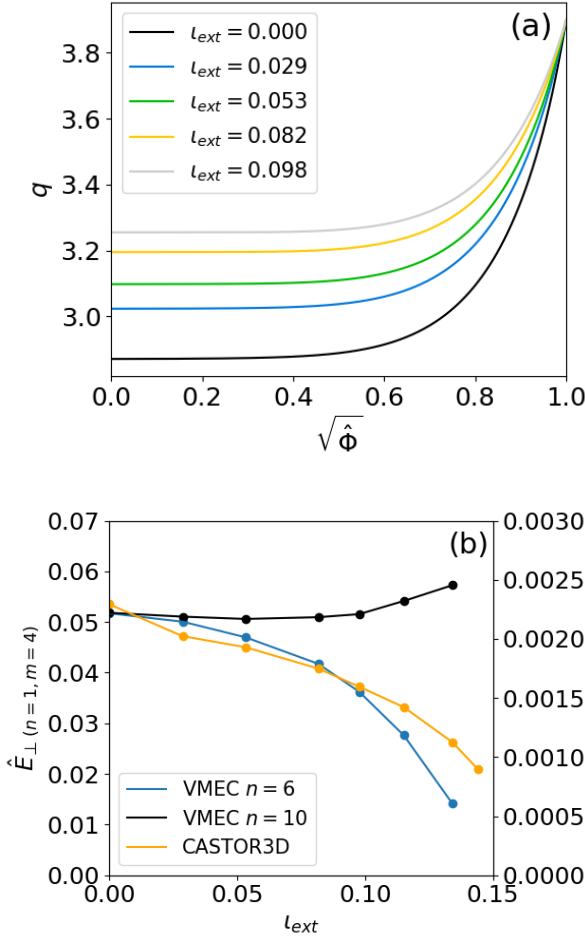 (a)
ι_ext = 0.000
ι_ext = 0.029
ι_ext = 0.053
ι_ext = 0.082
ι_ext = 0.098
q
3.8
3.6
3.4
3.2
3.0
0.0 0.2 0.4 0.6 0.8 1.0
√Φ̂
(b)
Ê⊥ (n = 1, m = 4)
0.07 0.0030
0.06 0.0025
0.05
0.0020
0.04
0.0015
0.03
0.0010
0.02
0.0005
0.01
0.00 0.0000
VMEC n = 6
VMEC n = 10
CASTOR3D
0.00 0.05 0.10 0.15
ι_ext